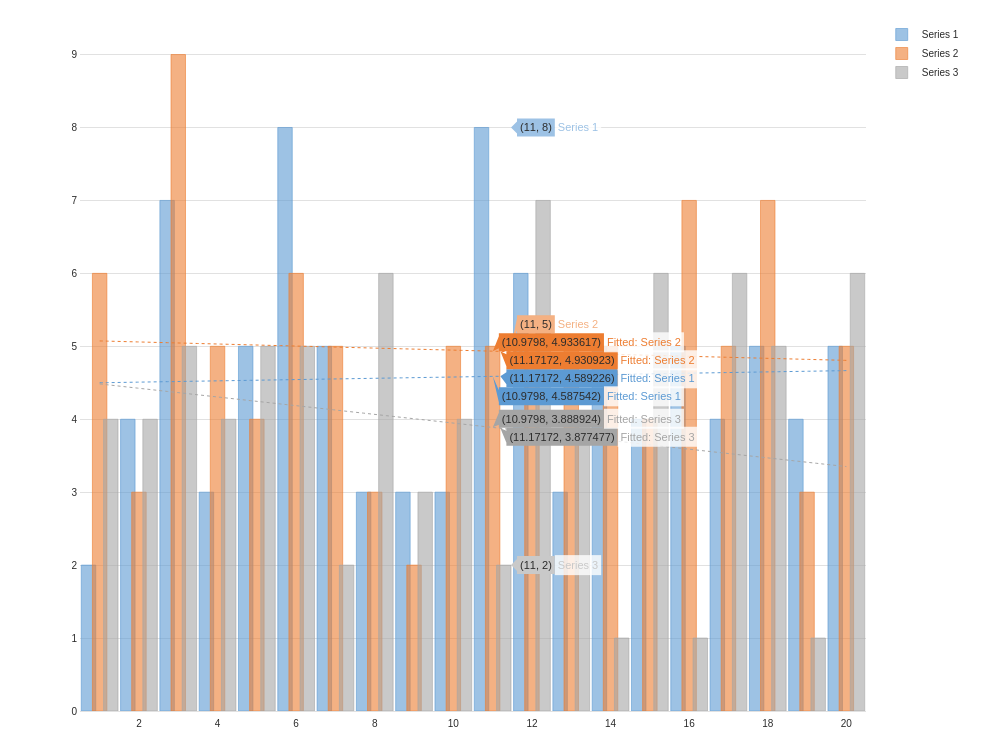 Series 1
Series 2
Series 3
9
8
7
6
5
4
3
2
1
0
(11, 8) Series 1
(11, 5) Series 2
(10.9798, 4.933617) Fitted: Series 2
(11.17172, 4.930923) Fitted: Series 2
(11.17172, 4.589226) Fitted: Series 1
(10.9798, 4.587542) Fitted: Series 1
(10.9798, 3.888924) Fitted: Series 3
(11.17172, 3.877477) Fitted: Series 3
(11, 2) Series 3
2 4 6 8 10 12 14 16 18 20